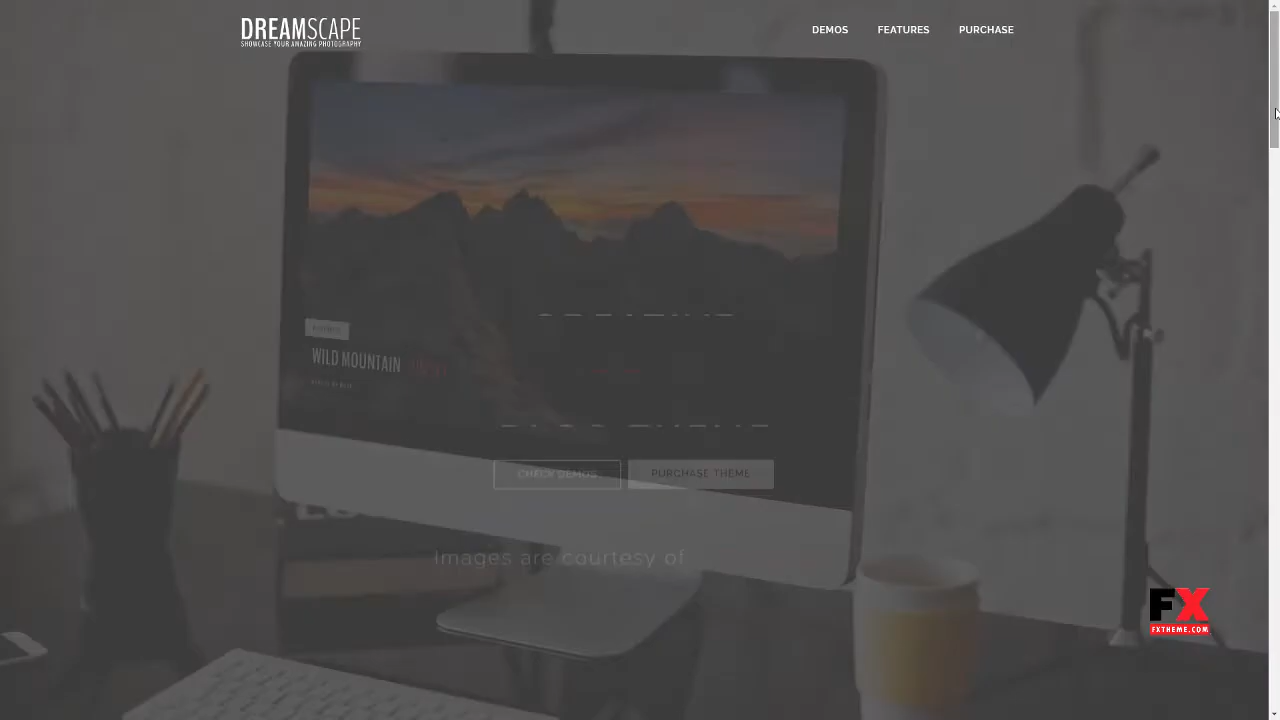 DREAMSCAPE
SHOWCASE YOUR AMAZING PHOTOGRAPHY
DEMOS
FEATURES
PURCHASE
WILD MOUNTAIN
CHECK DEMOS
PURCHASE THEME
Images are courtesy of
FX
FXTHEME.COM